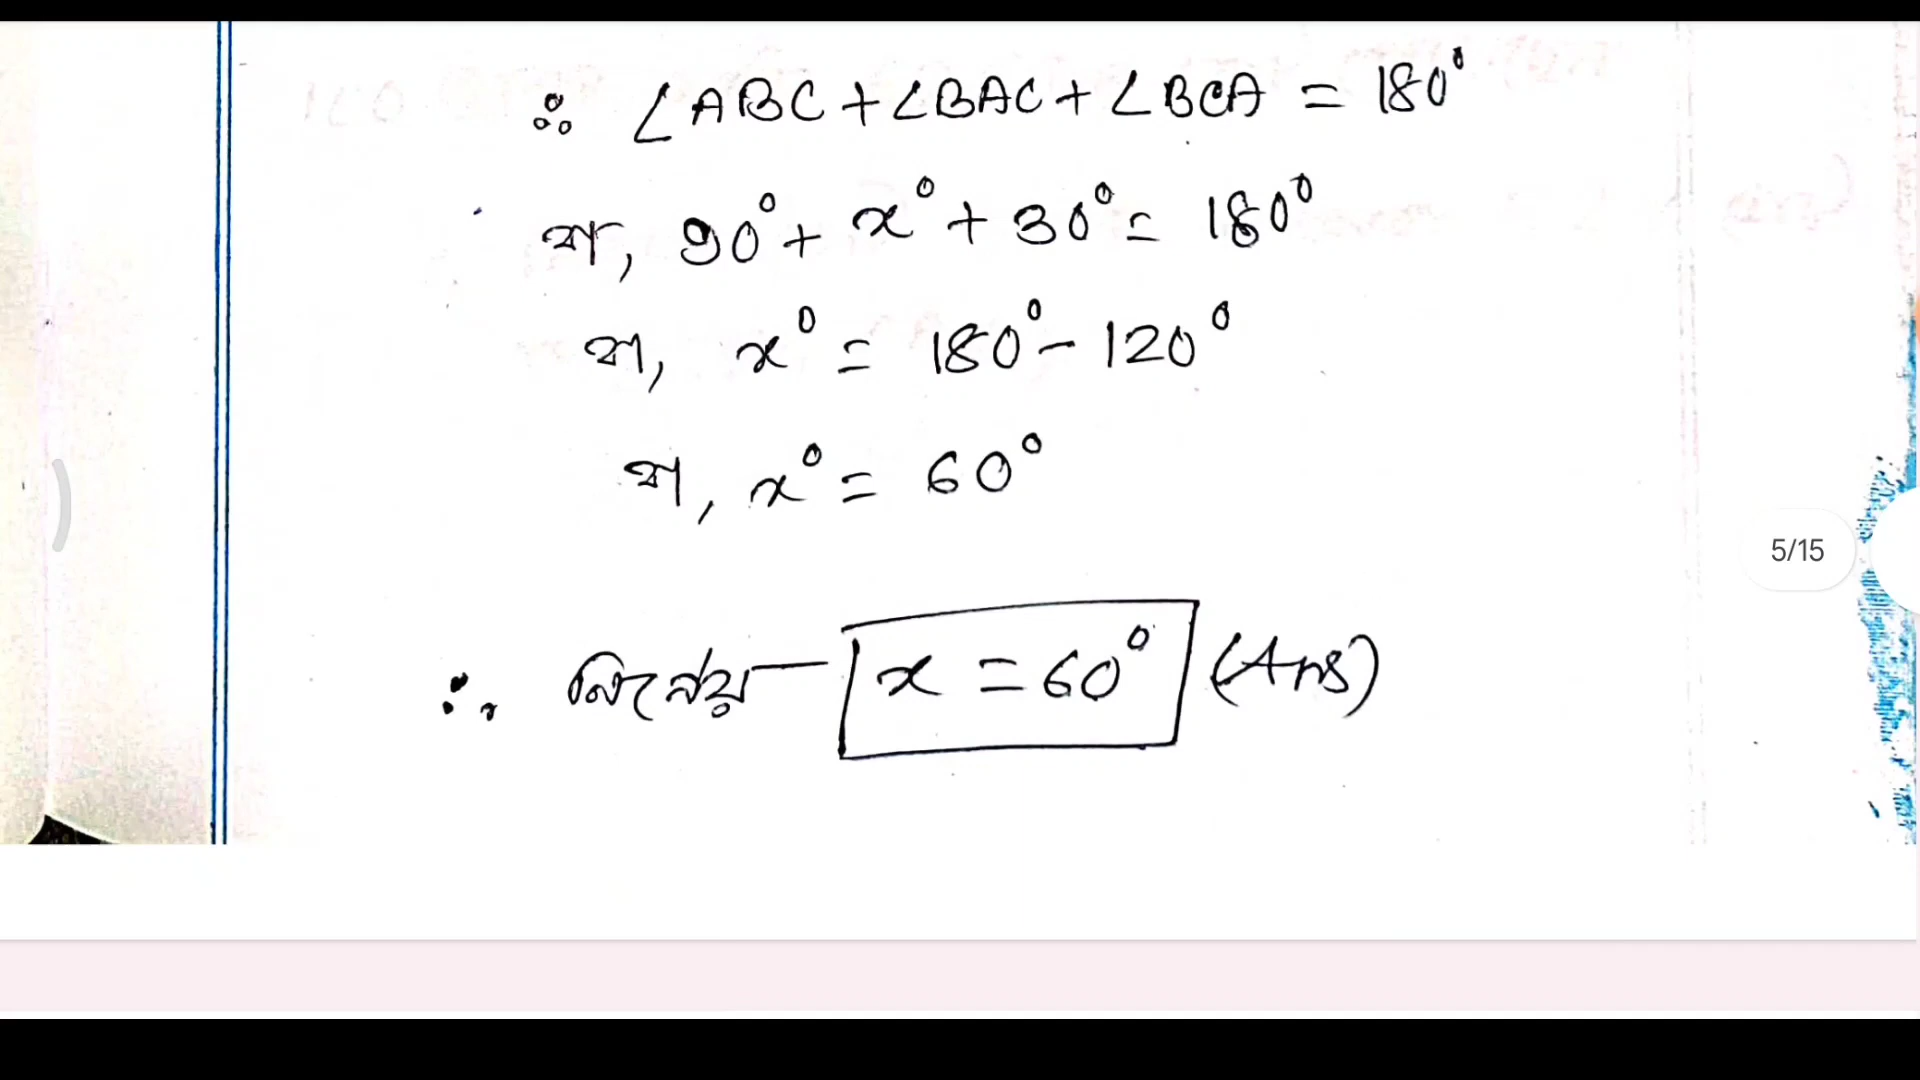 ∴ ∠ABC + ∠BAC + ∠BCA = 180°
বা, 90° + x° + 30° = 180°
বা, x° = 180° - 120°
বা, x° = 60°
5/15
∴ নির্ণেয় x = 60° (Ans)